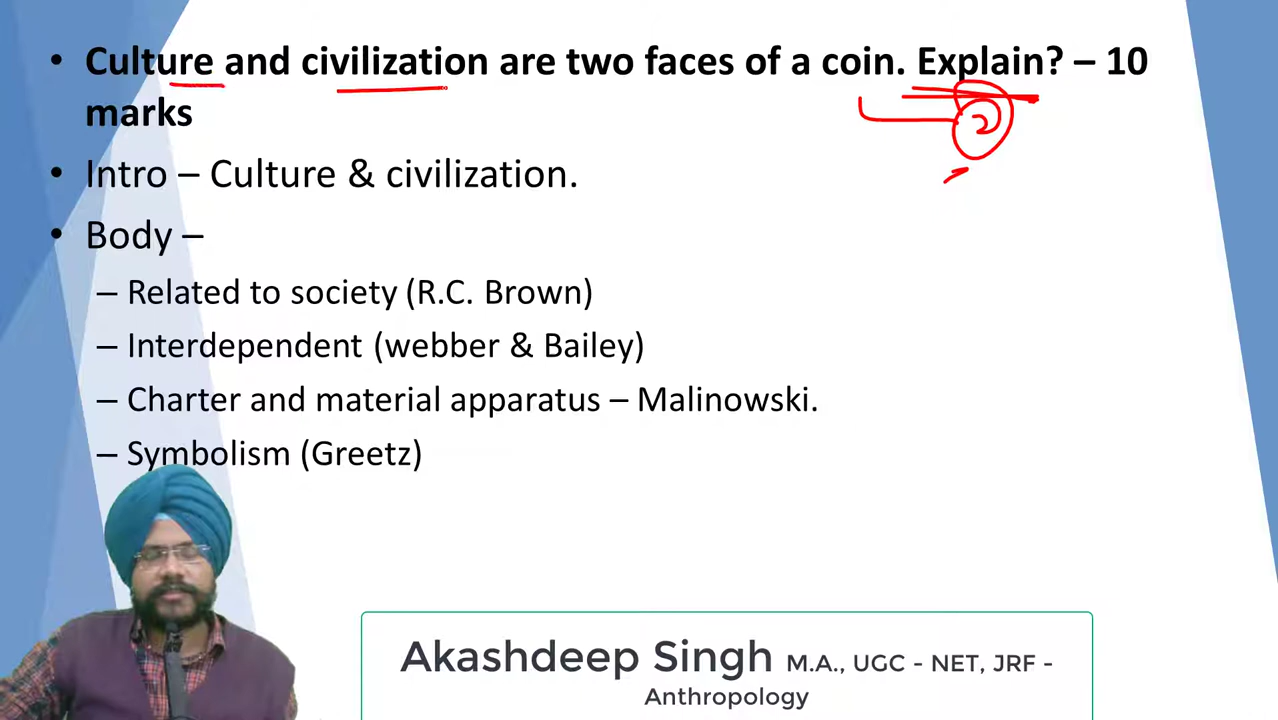 • Culture and civilization are two faces of a coin. Explain? – 10
marks
• Intro – Culture & civilization.
• Body –
– Related to society (R.C. Brown)
– Interdependent (webber & Bailey)
– Charter and material apparatus – Malinowski.
– Symbolism (Greetz)
Akashdeep Singh M.A., UGC - NET, JRF -
Anthropology